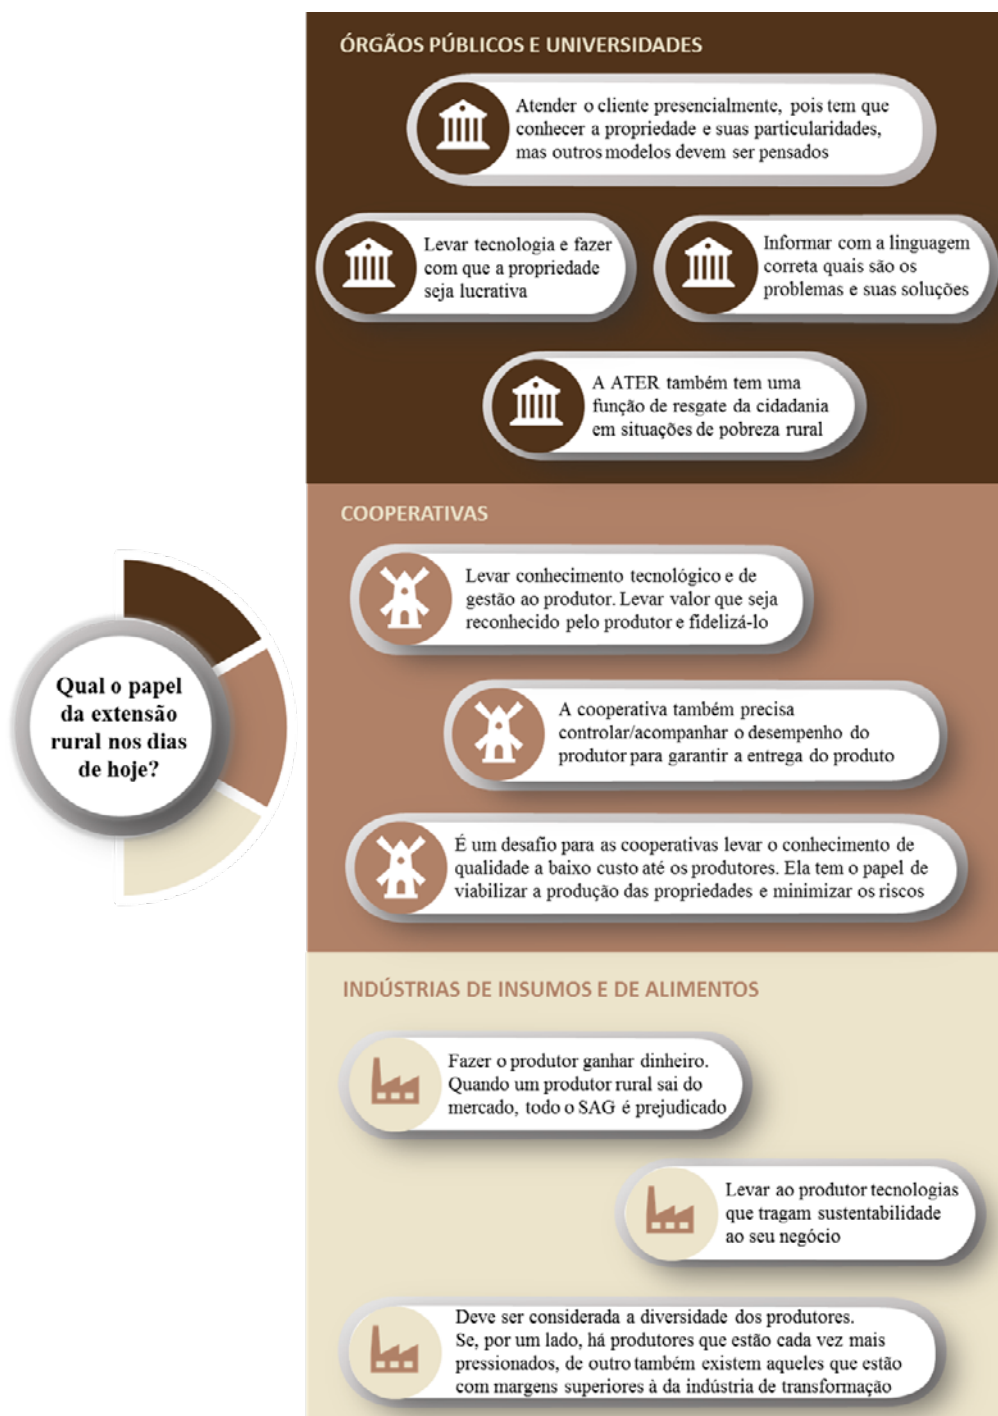 ÓRGÃOS PÚBLICOS E UNIVERSIDADES
Atender o cliente presencialmente, pois tem que
conhecer a propriedade e suas particularidades,
mas outros modelos devem ser pensados
Levar tecnologia e fazer
com que a propriedade
seja lucrativa
Informar com a linguagem
correta quais são os
problemas e suas soluções
A ATER também tem uma
função de resgate da cidadania
em situações de pobreza rural
Qual o papel
da extensão
rural nos dias
de hoje?
COOPERATIVAS
Levar conhecimento tecnológico e de
gestão ao produtor. Levar valor que seja
reconhecido pelo produtor e fidelizá-lo
A cooperativa também precisa
controlar/acompanhar o desempenho do
produtor para garantir a entrega do produto
É um desafio para as cooperativas levar o conhecimento de
qualidade a baixo custo até os produtores. Ela tem o papel de
viabilizar a produção das propriedades e minimizar os riscos
INDÚSTRIAS DE INSUMOS E DE ALIMENTOS
Fazer o produtor ganhar dinheiro.
Quando um produtor rural sai do
mercado, todo o SAG é prejudicado
Levar ao produtor tecnologias
que tragam sustentabilidade
ao seu negócio
Deve ser considerada a diversidade dos produtores.
Se, por um lado, há produtores que estão cada vez mais
pressionados, de outro também existem aqueles que estão
com margens superiores à da indústria de transformação